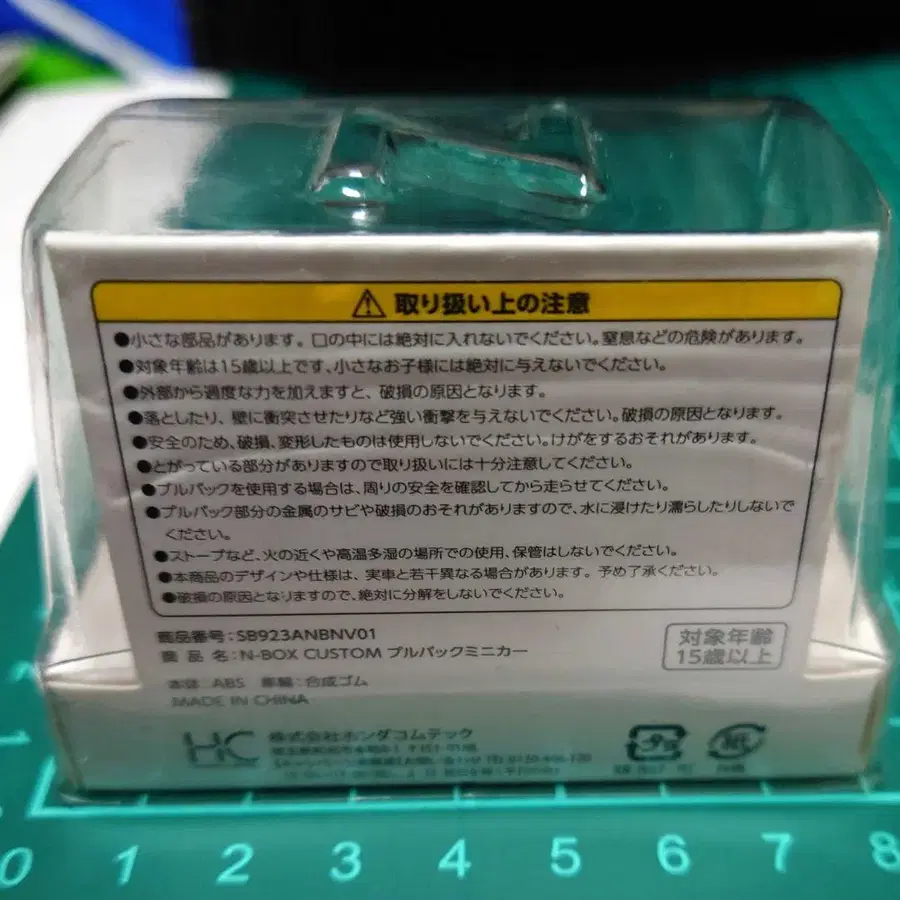 ⚠ 取り扱い上の注意
●小さな部品があります。口の中には絶対に入れないでください。窒息などの危険があります。
●対象年齢は15歳以上です、小さなお子様には絶対に与えないでください。
●外部から過度な力を加えますと、破損の原因となります。
●落としたり、壁に衝突させたりなど強い衝撃を与えないでください。破損の原因となります。
●安全のため、破損、変形したものは使用しないでください。けがをするおそれがあります。
●とがっている部分がありますので取り扱いには十分注意してください。
●プルバックを使用する場合は、周りの安全を確認してから走らせてください。
●プルバック部分の金属のサビや破損のおそれがありますので、水に浸けたり濡らしたりしないで
ください。
●ストーブなど、火の近くや高温多湿の場所での使用、保管はしないでください。
●本商品のデザインや仕様は、実車と若干異なる場合があります。予めご了承ください。
●破損の原因となりますので、絶対に分解をしないでください。
商品番号:SB923ANBNV01
商品名:N-BOX CUSTOM プルバックミニカー
対象年齢
15歳以上
本体:ABS 車輪:合成ゴム
MADE IN CHINA
HC 株式会社ホンダコムテック
プラ
紙
0 1 2 3 4 5 6 7 8